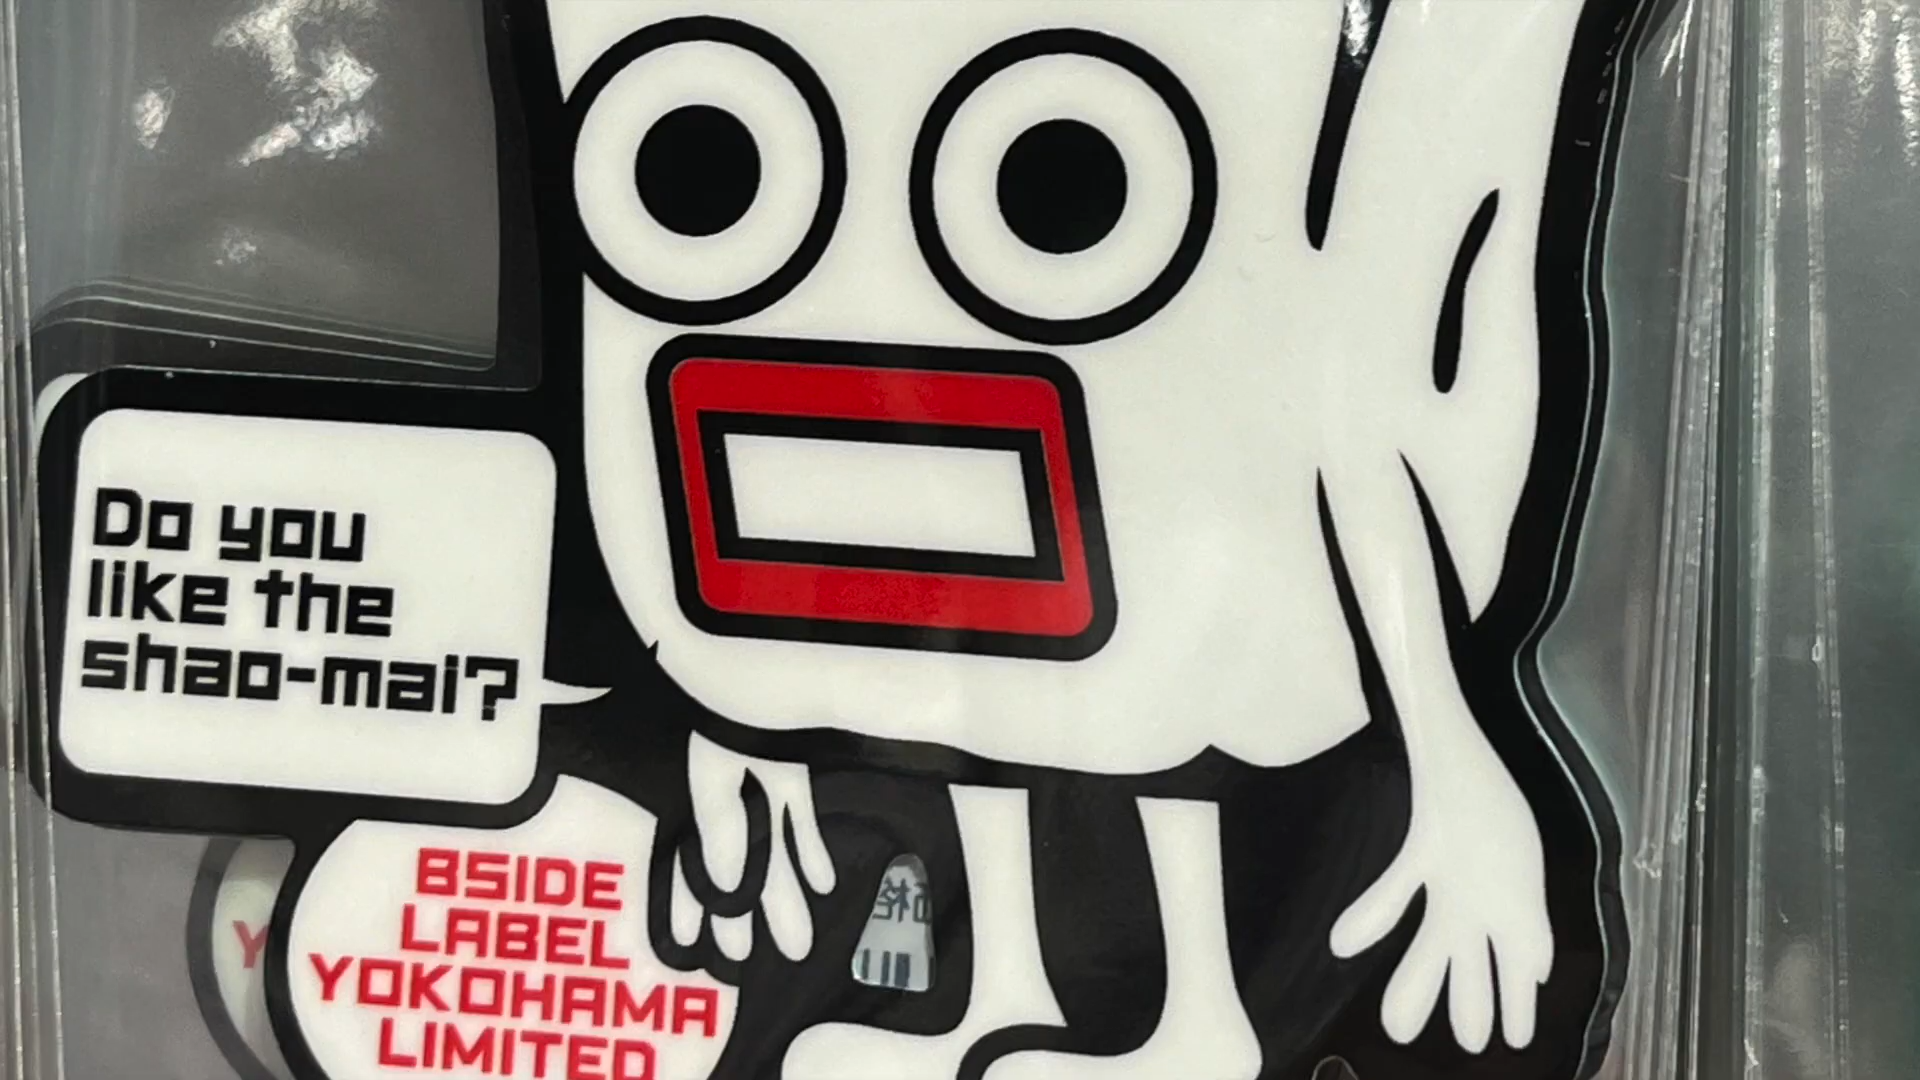 Do you
like the
shao-mai?
BSIDE
LABEL
YOKOHAMA
LIMITED
Y